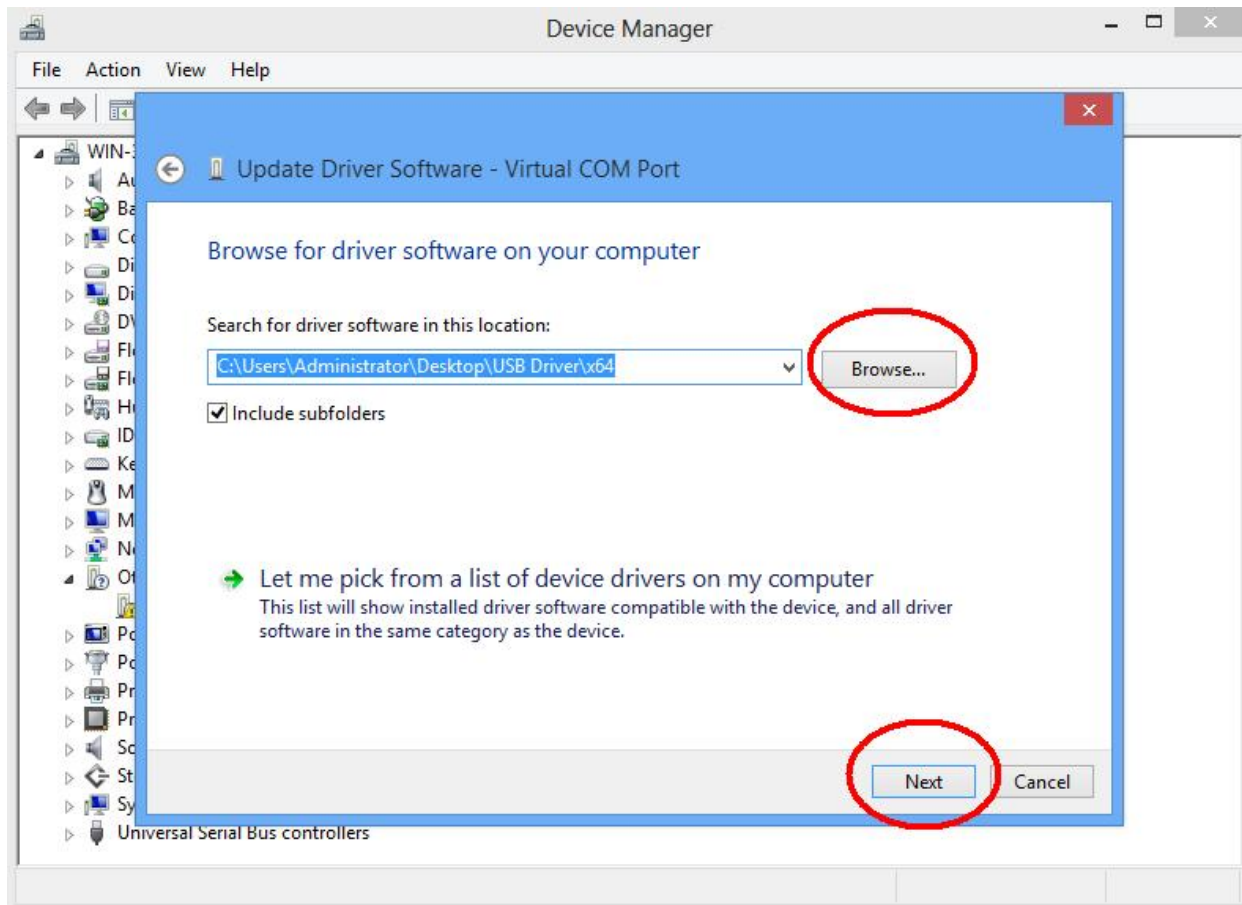 Device Manager
File Action View Help
WIN-
Update Driver Software - Virtual COM Port
Browse for driver software on your computer
Search for driver software in this location:
C:\Users\Administrator\Desktop\USB Driver\x64
Browse...
Include subfolders
Let me pick from a list of device drivers on my computer
This list will show installed driver software compatible with the device, and all driver
software in the same category as the device.
Next Cancel
Universal Serial Bus controllers